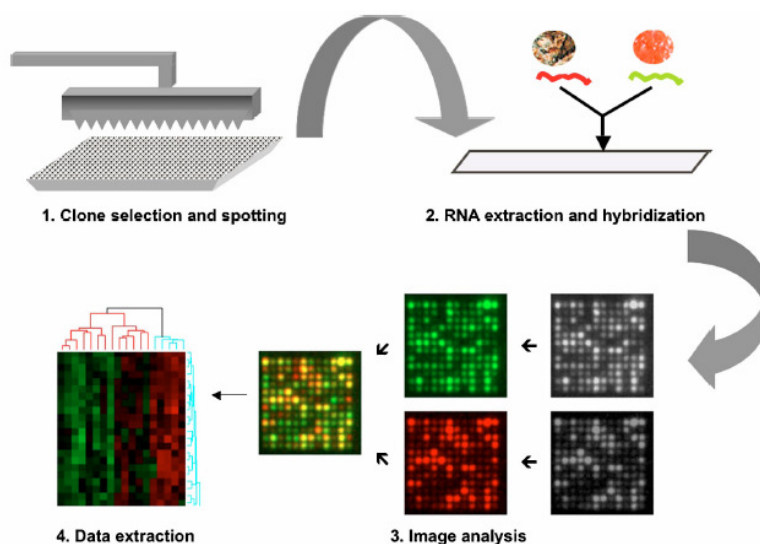 1. Clone selection and spotting
2. RNA extraction and hybridization
4. Data extraction
3. Image analysis